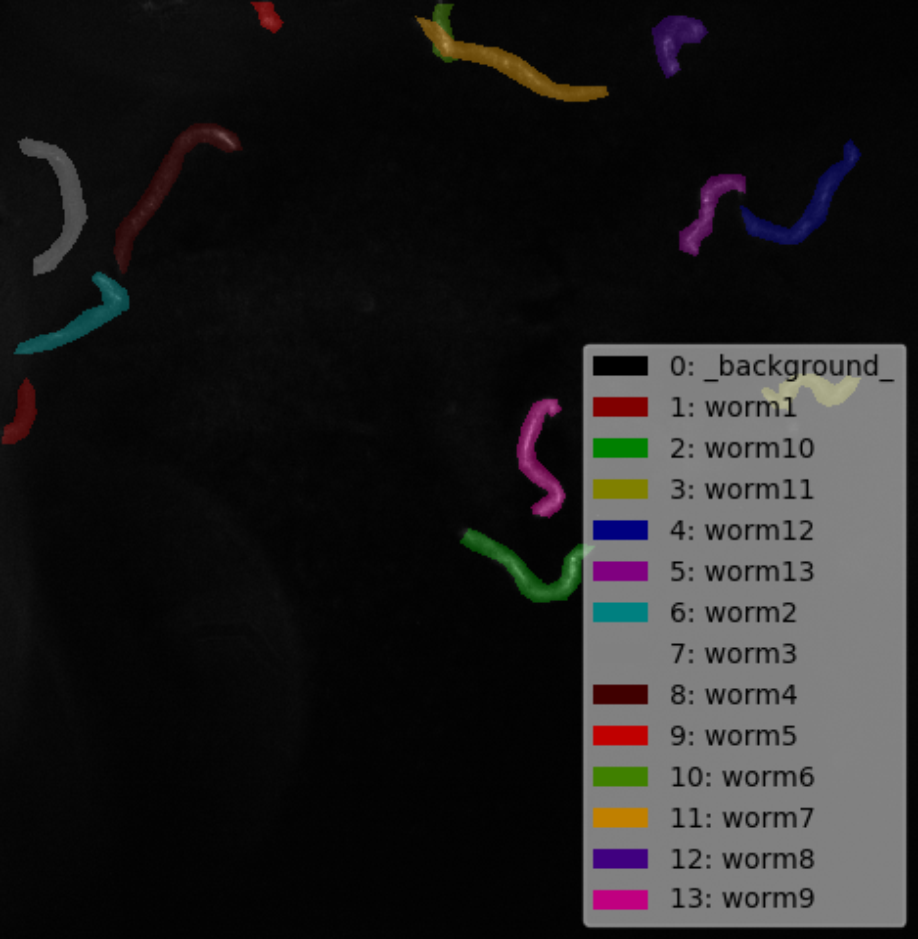 0: _background_
1: worm1
2: worm10
3: worm11
4: worm12
5: worm13
6: worm2
7: worm3
8: worm4
9: worm5
10: worm6
11: worm7
12: worm8
13: worm9